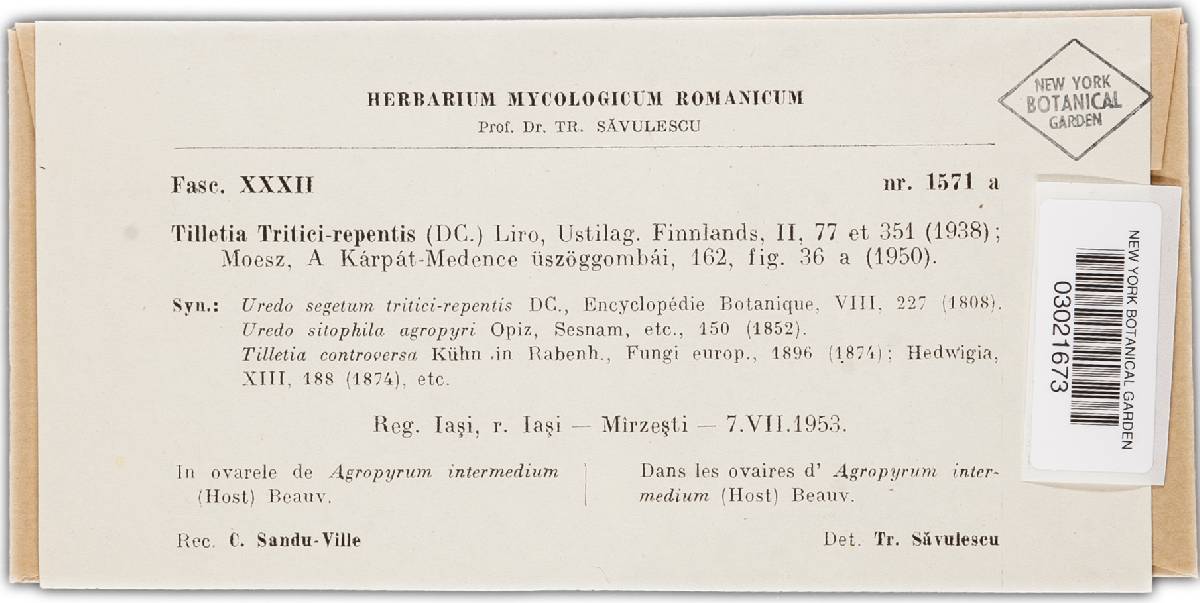 HERBARIUM MYCOLOGICUM ROMANICUM
Prof. Dr. TR. SĂVULESCU
NEW YORK
BOTANICAL
GARDEN
Fasc. XXXII nr. 1571 a
Tilletia Tritici-repentis (DC.) Liro, Ustilag. Finnlands, II, 77 et 351 (1938);
Moesz, A Kárpát-Medence üszöggombái, 162, fig. 36 a (1950).
Syn.: Uredo segetum tritici-repentis DC., Encyclopédie Botanique, VIII, 227 (1808).
Uredo sitophila agropyri Opiz, Sesnam, etc., 150 (1852).
Tilletia controversa Kühn .in Rabenh., Fungi europ., 1896 (1874); Hedwigia,
XIII, 188 (1874), etc.
Reg. Iaşi, r. Iaşi — Mîrzeşti — 7.VII.1953.
In ovarele de Agropyrum intermedium
(Host) Beauv.
Dans les ovaires d' Agropyrum inter-
medium (Host) Beauv.
Rec. C. Sandu-Ville
Det. Tr. Săvulescu
NEW YORK BOTANICAL GARDEN
03021673